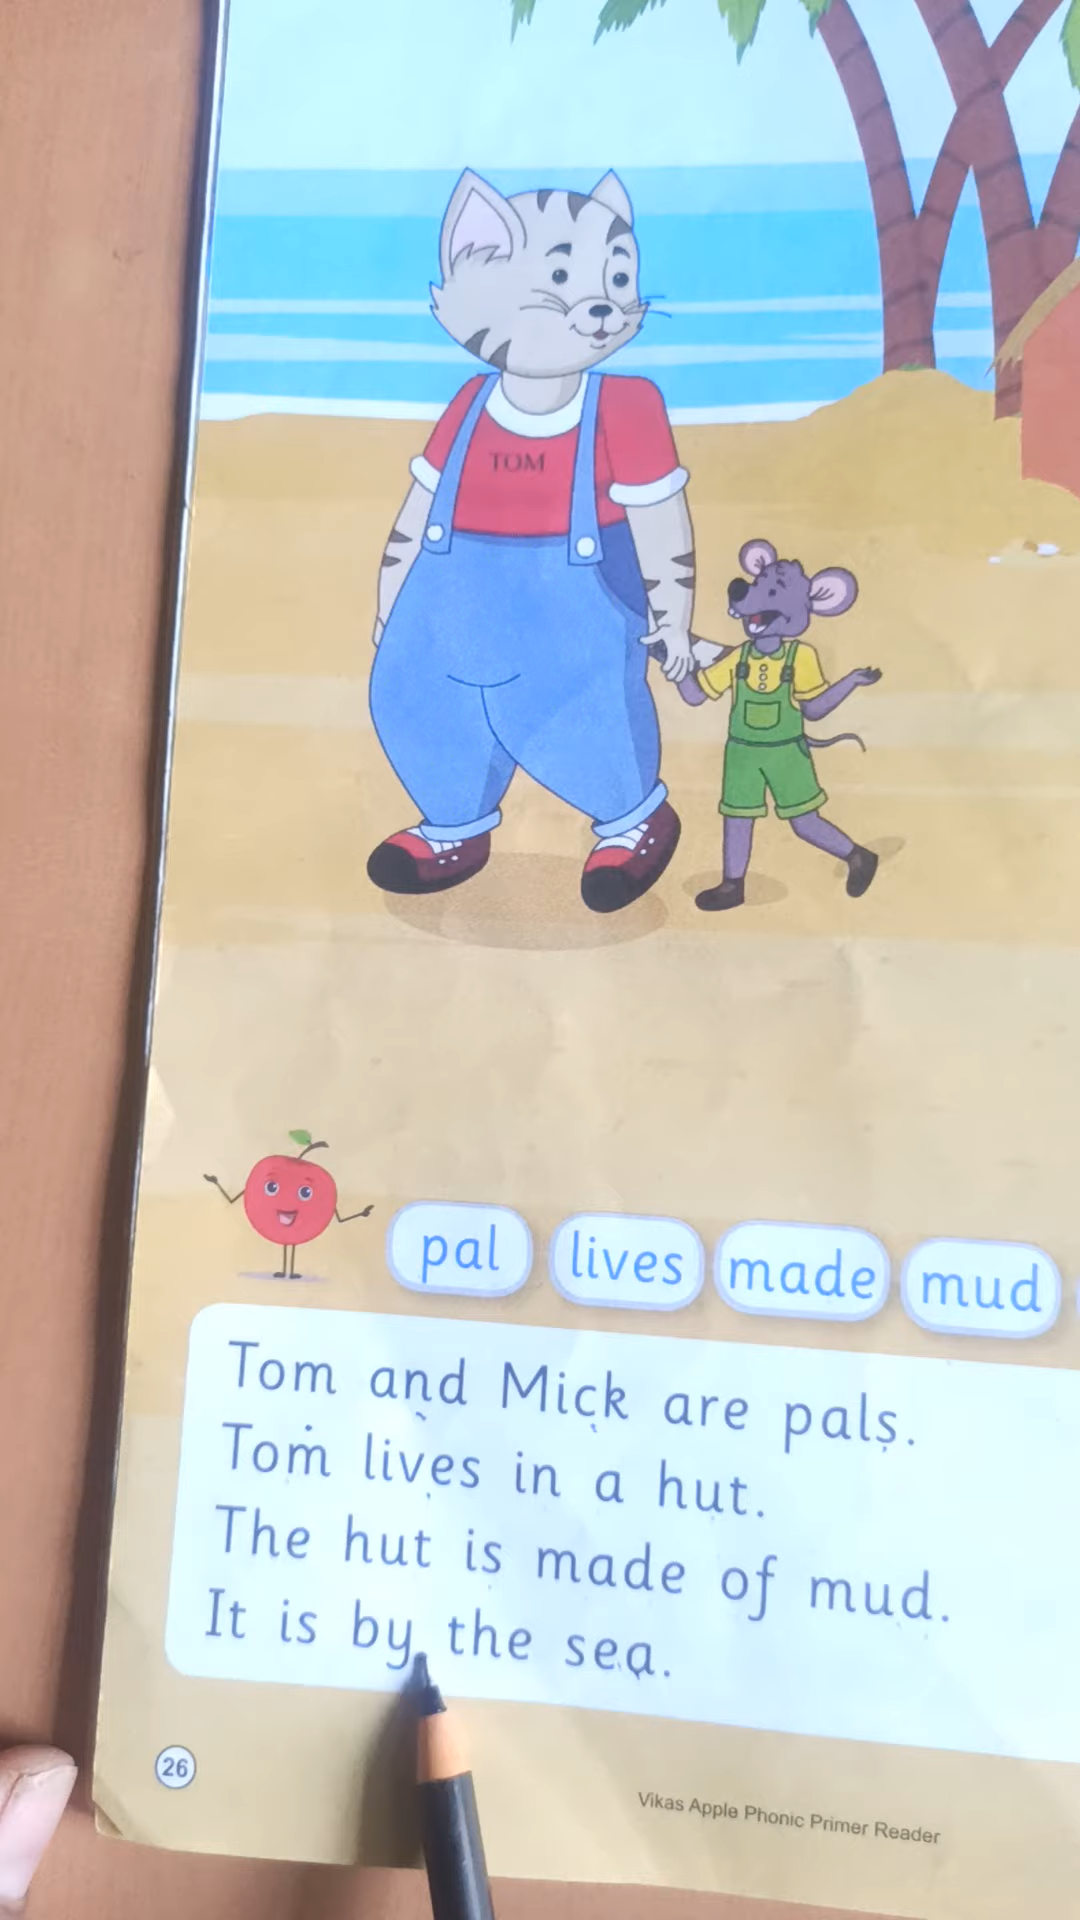 TOM
pal lives made mud
Tom and Mick are pals.
Tom lives in a hut.
The hut is made of mud.
It is by the sea.
26
Vikas Apple Phonic Primer Reader